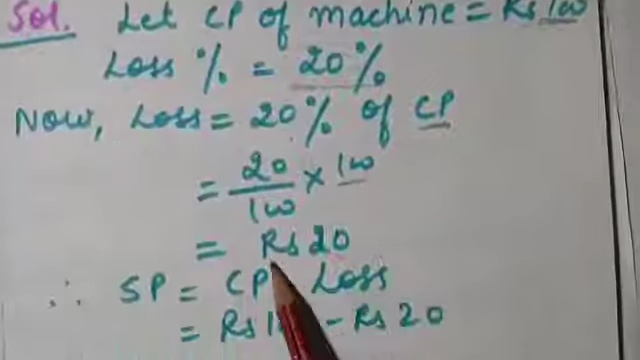 Sol. Let CP of machine = Rs 100
Loss % = 20%
Now, Loss = 20% of CP
= 20/100 × 100
= Rs 20
∴ SP = CP Loss
= Rs - Rs 20